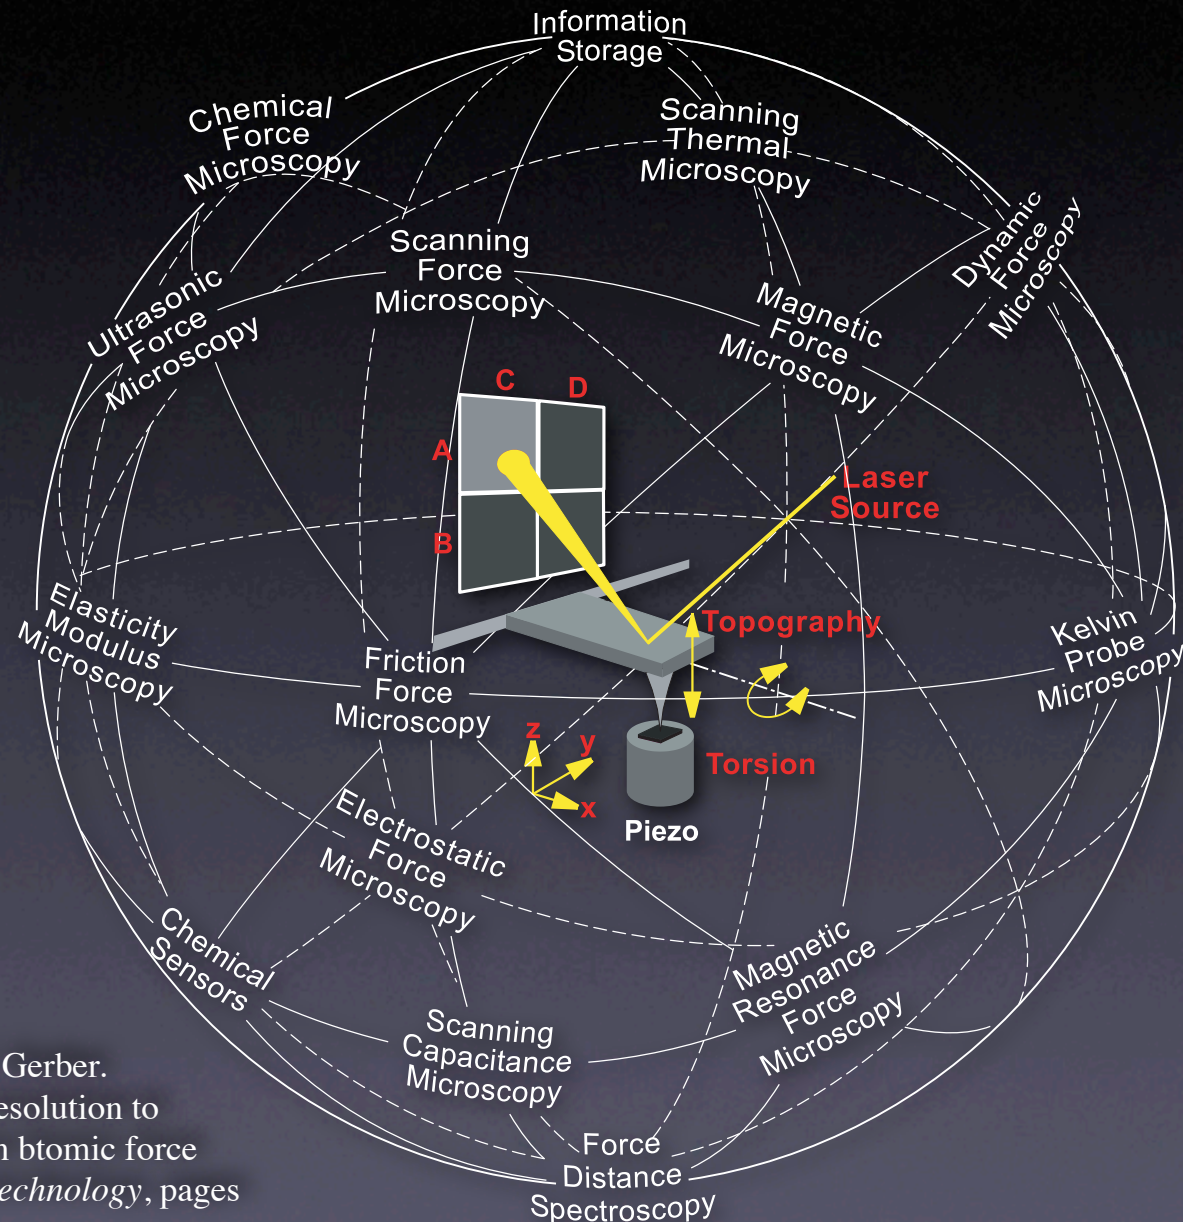 Information
Storage
Chemical
Force
Microscopy
Scanning
Thermal
Microscopy
Dynamic
Force
Microscopy
Scanning
Force
Microscopy
Ultrasonic
Force
Microscopy
Magnetic
Force
Microscopy
C
D
A
B
Laser
Source
Elasticity
Modulus
Microscopy
Topography
Kelvin
Probe
Microscopy
Friction
Force
Microscopy
z
y
x
Torsion
Piezo
Electrostatic
Force
Microscopy
Chemical
Sensors
Magnetic
Resonance
Force
Microscopy
Scanning
Capacitance
Microscopy
Force
Distance
Spectroscopy
Gerber.
esolution to
n btomic force
echnology, pages